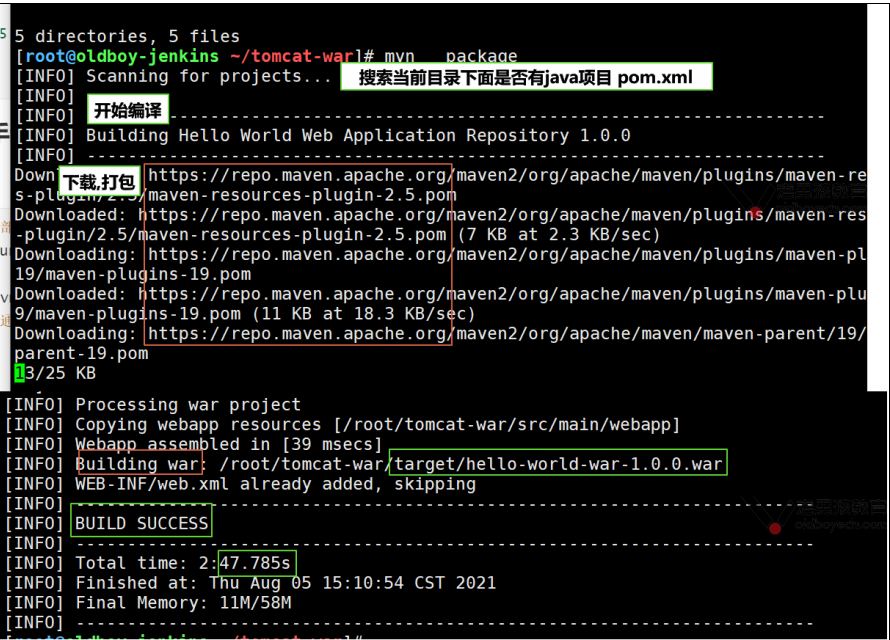 5 directories, 5 files
[root@oldboy-jenkins ~/tomcat-war]# mvn package
[INFO] Scanning for projects... 搜索当前目录下面是否有java项目 pom.xml
[INFO]
[INFO] 开始编译 ------------------------------------------------------------------------
[INFO] Building Hello World Web Application Repository 1.0.0
[INFO] ------------------------------------------------------------------------
下载,打包 https://repo.maven.apache.org/maven2/org/apache/maven/plugins/maven-re
s-plugin/2.5/maven-resources-plugin-2.5.pom
Downloaded: https://repo.maven.apache.org/maven2/org/apache/maven/plugins/maven-res
-plugin/2.5/maven-resources-plugin-2.5.pom (7 KB at 2.3 KB/sec)
Downloading: https://repo.maven.apache.org/maven2/org/apache/maven/plugins/maven-pl
19/maven-plugins-19.pom
Downloaded: https://repo.maven.apache.org/maven2/org/apache/maven/plugins/maven-plu
9/maven-plugins-19.pom (11 KB at 18.3 KB/sec)
Downloading: https://repo.maven.apache.org/maven2/org/apache/maven/maven-parent/19/
parent-19.pom
13/25 KB
[INFO] Processing war project
[INFO] Copying webapp resources [/root/tomcat-war/src/main/webapp]
[INFO] Webapp assembled in [39 msecs]
[INFO] Building war: /root/tomcat-war/target/hello-world-war-1.0.0.war
[INFO] WEB-INF/web.xml already added, skipping
[INFO] ------------------------------------------------------------------------
[INFO] BUILD SUCCESS
[INFO] ------------------------------------------------------------------------
[INFO] Total time: 2:47.785s
[INFO] Finished at: Thu Aug 05 15:10:54 CST 2021
[INFO] Final Memory: 11M/58M
[INFO] ------------------------------------------------------------------------